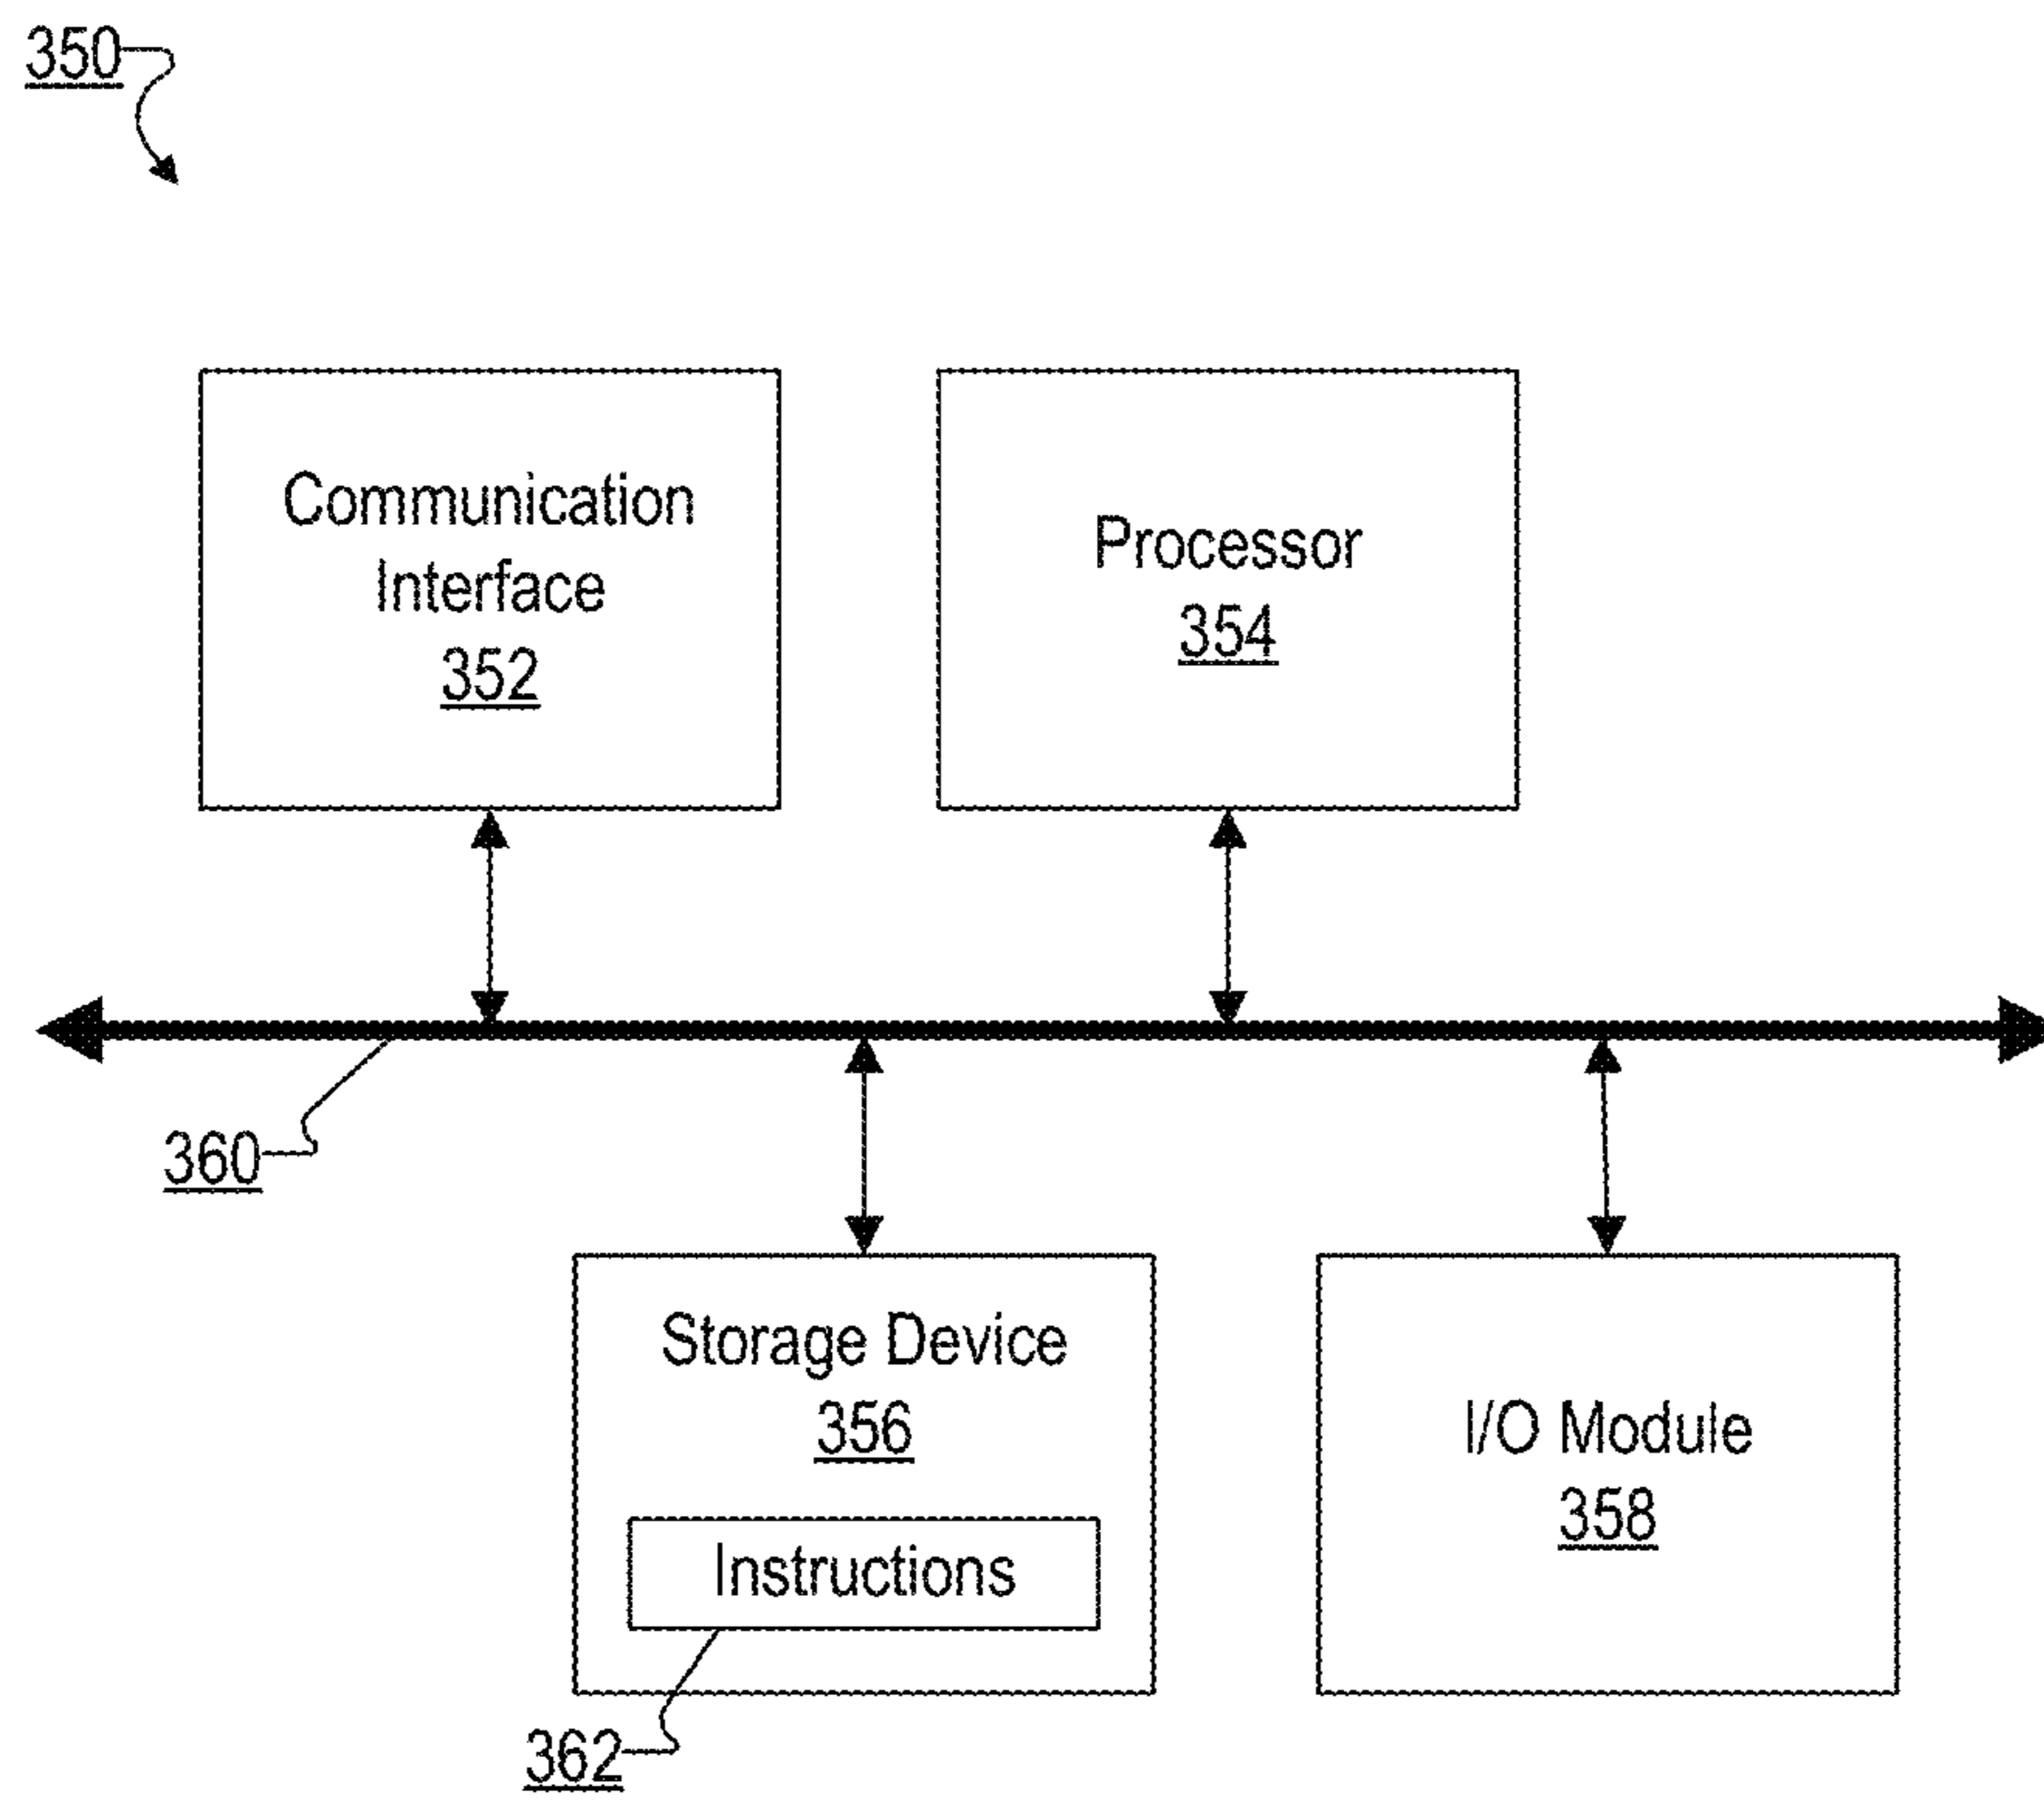 350
Communication
Interface
352
Processor
354
360
Storage Device
356
Instructions
362
I/O Module
358